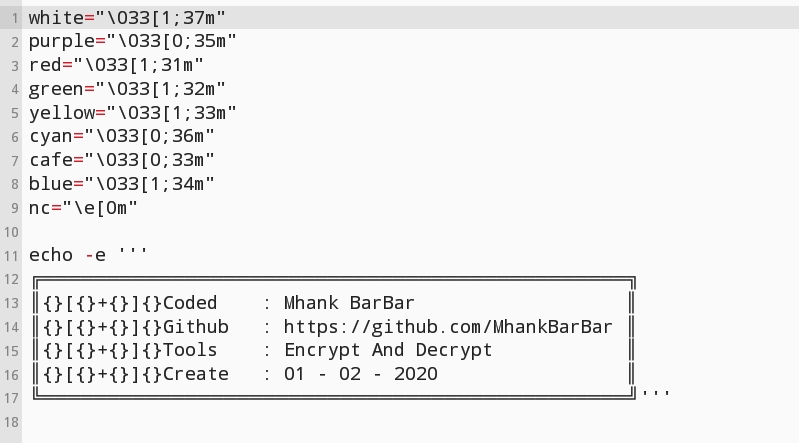 1 white="\033[1;37m"
2 purple="\033[0;35m"
3 red="\033[1;31m"
4 green="\033[1;32m"
5 yellow="\033[1;33m"
6 cyan="\033[0;36m"
7 cafe="\033[0;33m"
8 blue="\033[1;34m"
9 nc="\e[0m"
10
11 echo -e '''
12 ╔══════════════════════════════════════════════════════╗
13 ║{}[{}+{}]{}Coded    : Mhank BarBar                    ║
14 ║{}[{}+{}]{}Github   : https://github.com/MhankBarBar ║
15 ║{}[{}+{}]{}Tools    : Encrypt And Decrypt             ║
16 ║{}[{}+{}]{}Create   : 01 - 02 - 2020                  ║
17 ╚══════════════════════════════════════════════════════╝'''
18